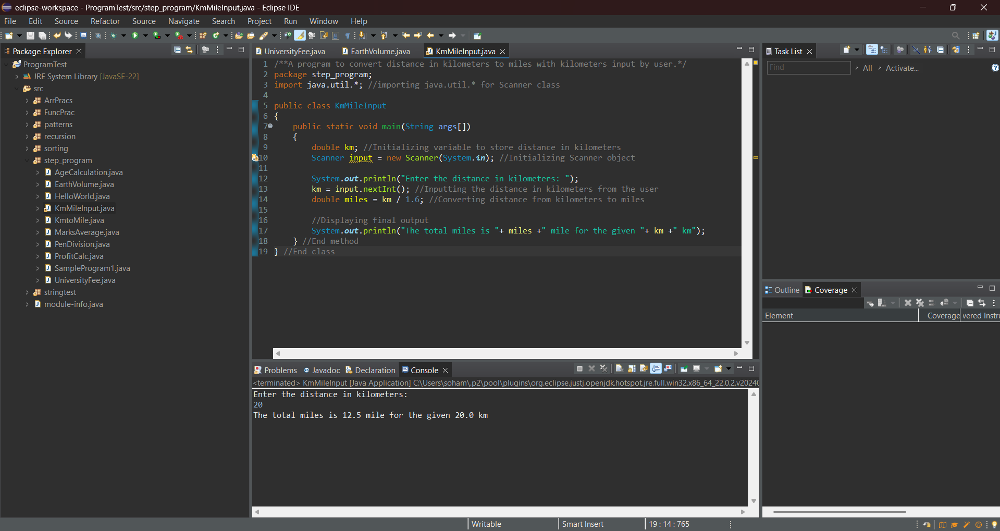 eclipse-workspace - ProgramTest/src/step_program/KmMileInput.java - Eclipse IDE
File Edit Source Refactor Source Navigate Search Project Run Window Help
Package Explorer
ProgramTest
JRE System Library [JavaSE-22]
src
ArrPracs
FuncPrac
patterns
recursion
sorting
step_program
AgeCalculation.java
EarthVolume.java
HelloWorld.java
KmMileInput.java
KmtoMile.java
MarksAverage.java
PenDivision.java
ProfitCalc.java
SampleProgram1.java
UniversityFee.java
stringtest
module-info.java
UniversityFee.java EarthVolume.java KmMileInput.java
1 /**A program to convert distance in kilometers to miles with kilometers input by user.*/
2 package step_program;
3 import java.util.*; //importing java.util.* for Scanner class
4
5 public class KmMileInput
6 {
7 public static void main(String args[])
8 {
9 double km; //Initializing variable to store distance in kilometers
10 Scanner input = new Scanner(System.in); //Initializing Scanner object
11
12 System.out.println("Enter the distance in kilometers: ");
13 km = input.nextInt(); //Inputting the distance in kilometers from the user
14 double miles = km / 1.6; //Converting distance from kilometers to miles
15
16 //Displaying final output
17 System.out.println("The total miles is "+ miles +" mile for the given "+ km +" km");
18 } //End method
19 } //End class
Problems Javadoc Declaration Console
<terminated> KmMileInput [Java Application] C:\Users\soham\.p2\pool\plugins\org.eclipse.justj.openjdk.hotspot.jre.full.win32.x86_64_22.0.2.v20240
Enter the distance in kilometers:
20
The total miles is 12.5 mile for the given 20.0 km
Task List
Find All Activate...
Outline Coverage
Element Coverage vered Instru
Writable Smart Insert 19 : 14 : 765